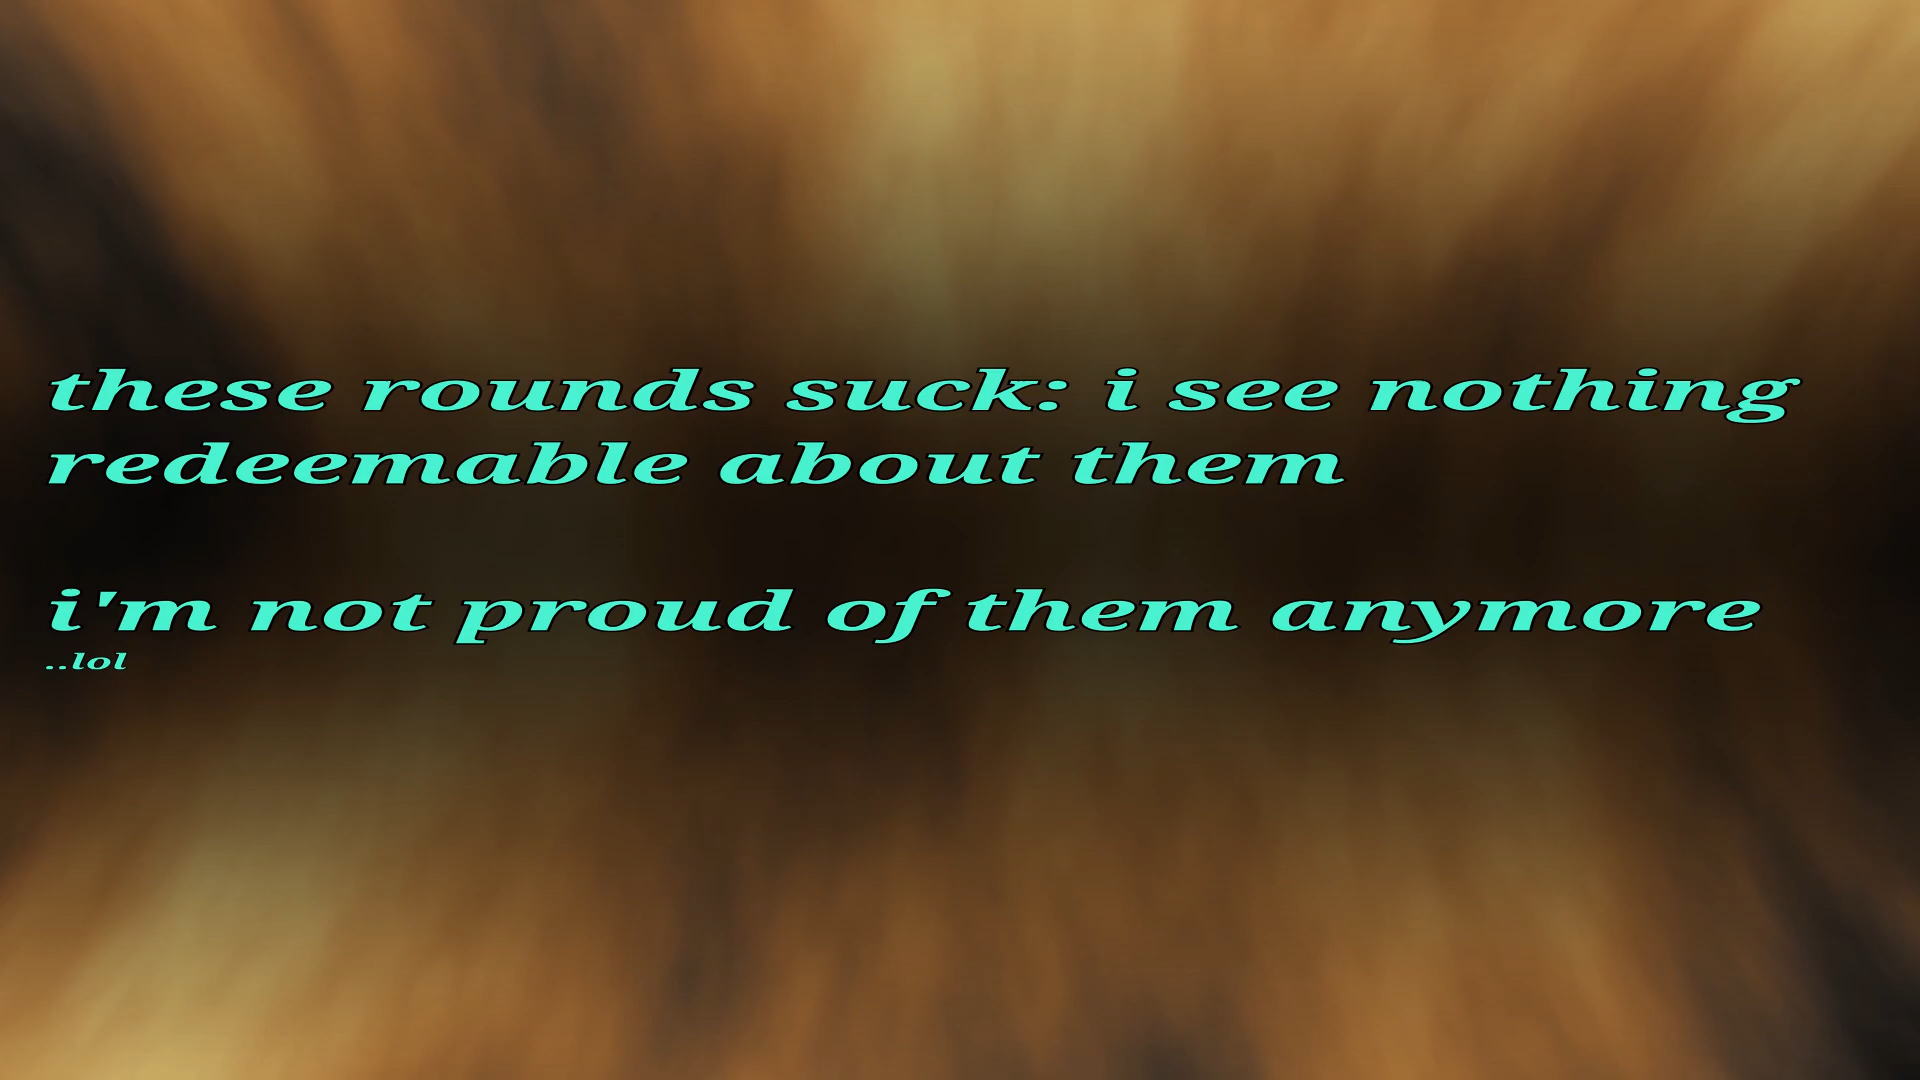 these rounds suck: i see nothing
redeemable about them
i'm not proud of them anymore
..lol